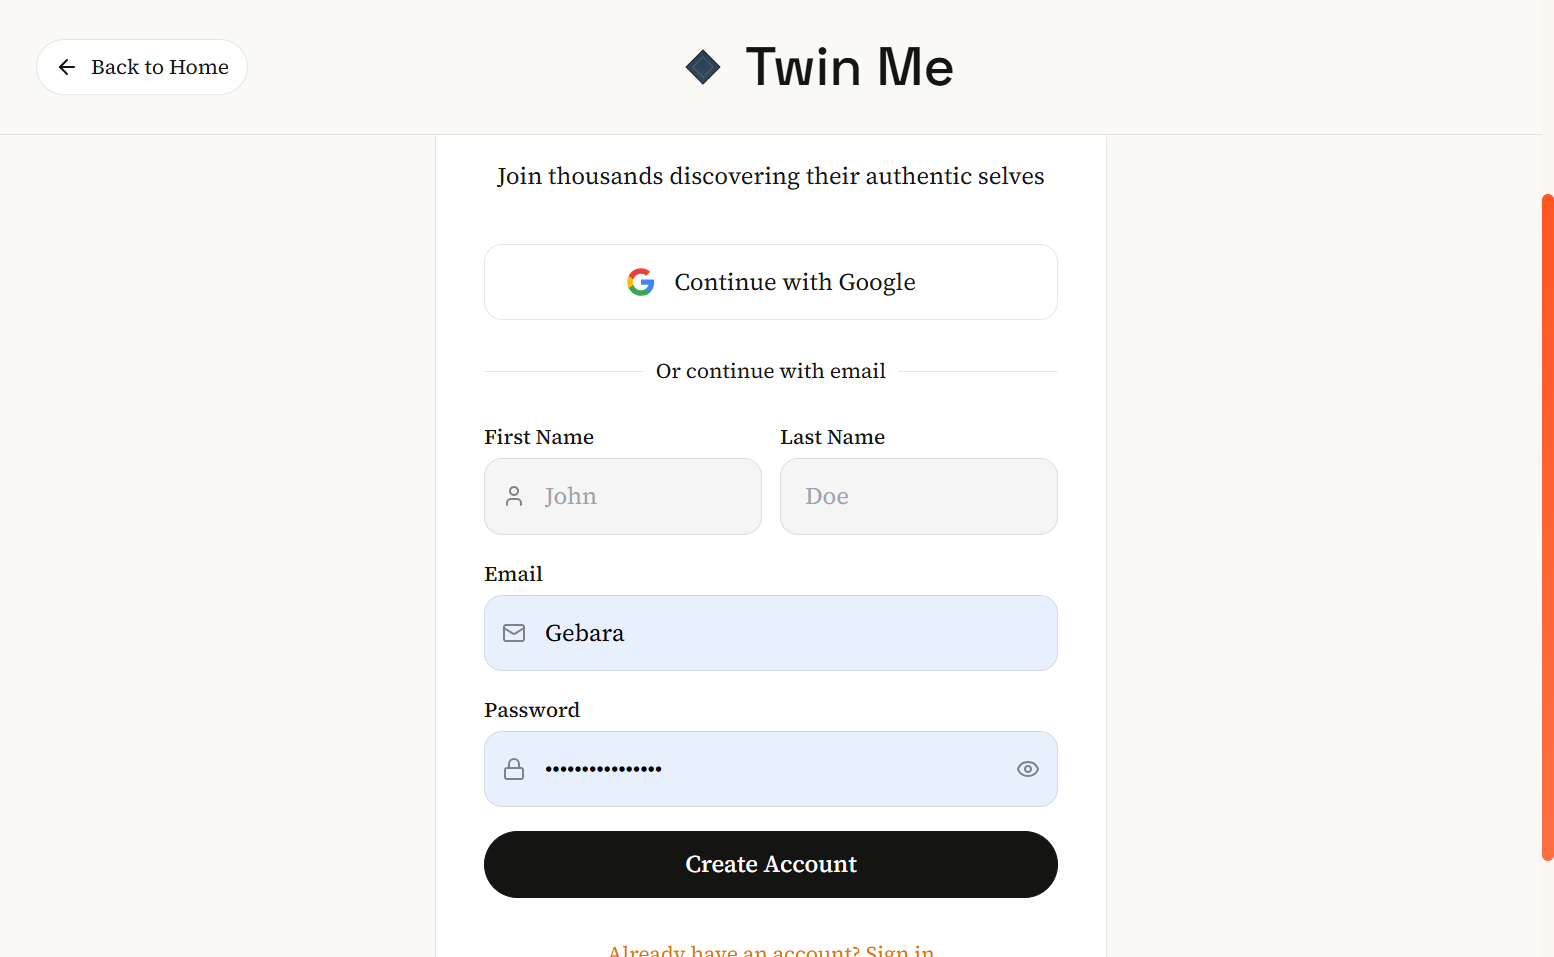 Back to Home
Twin Me
Join thousands discovering their authentic selves
Continue with Google
Or continue with email
First Name
Last Name
John
Doe
Email
Gebara
Password
••••••••••••••••
Create Account
Already have an account? Sign in